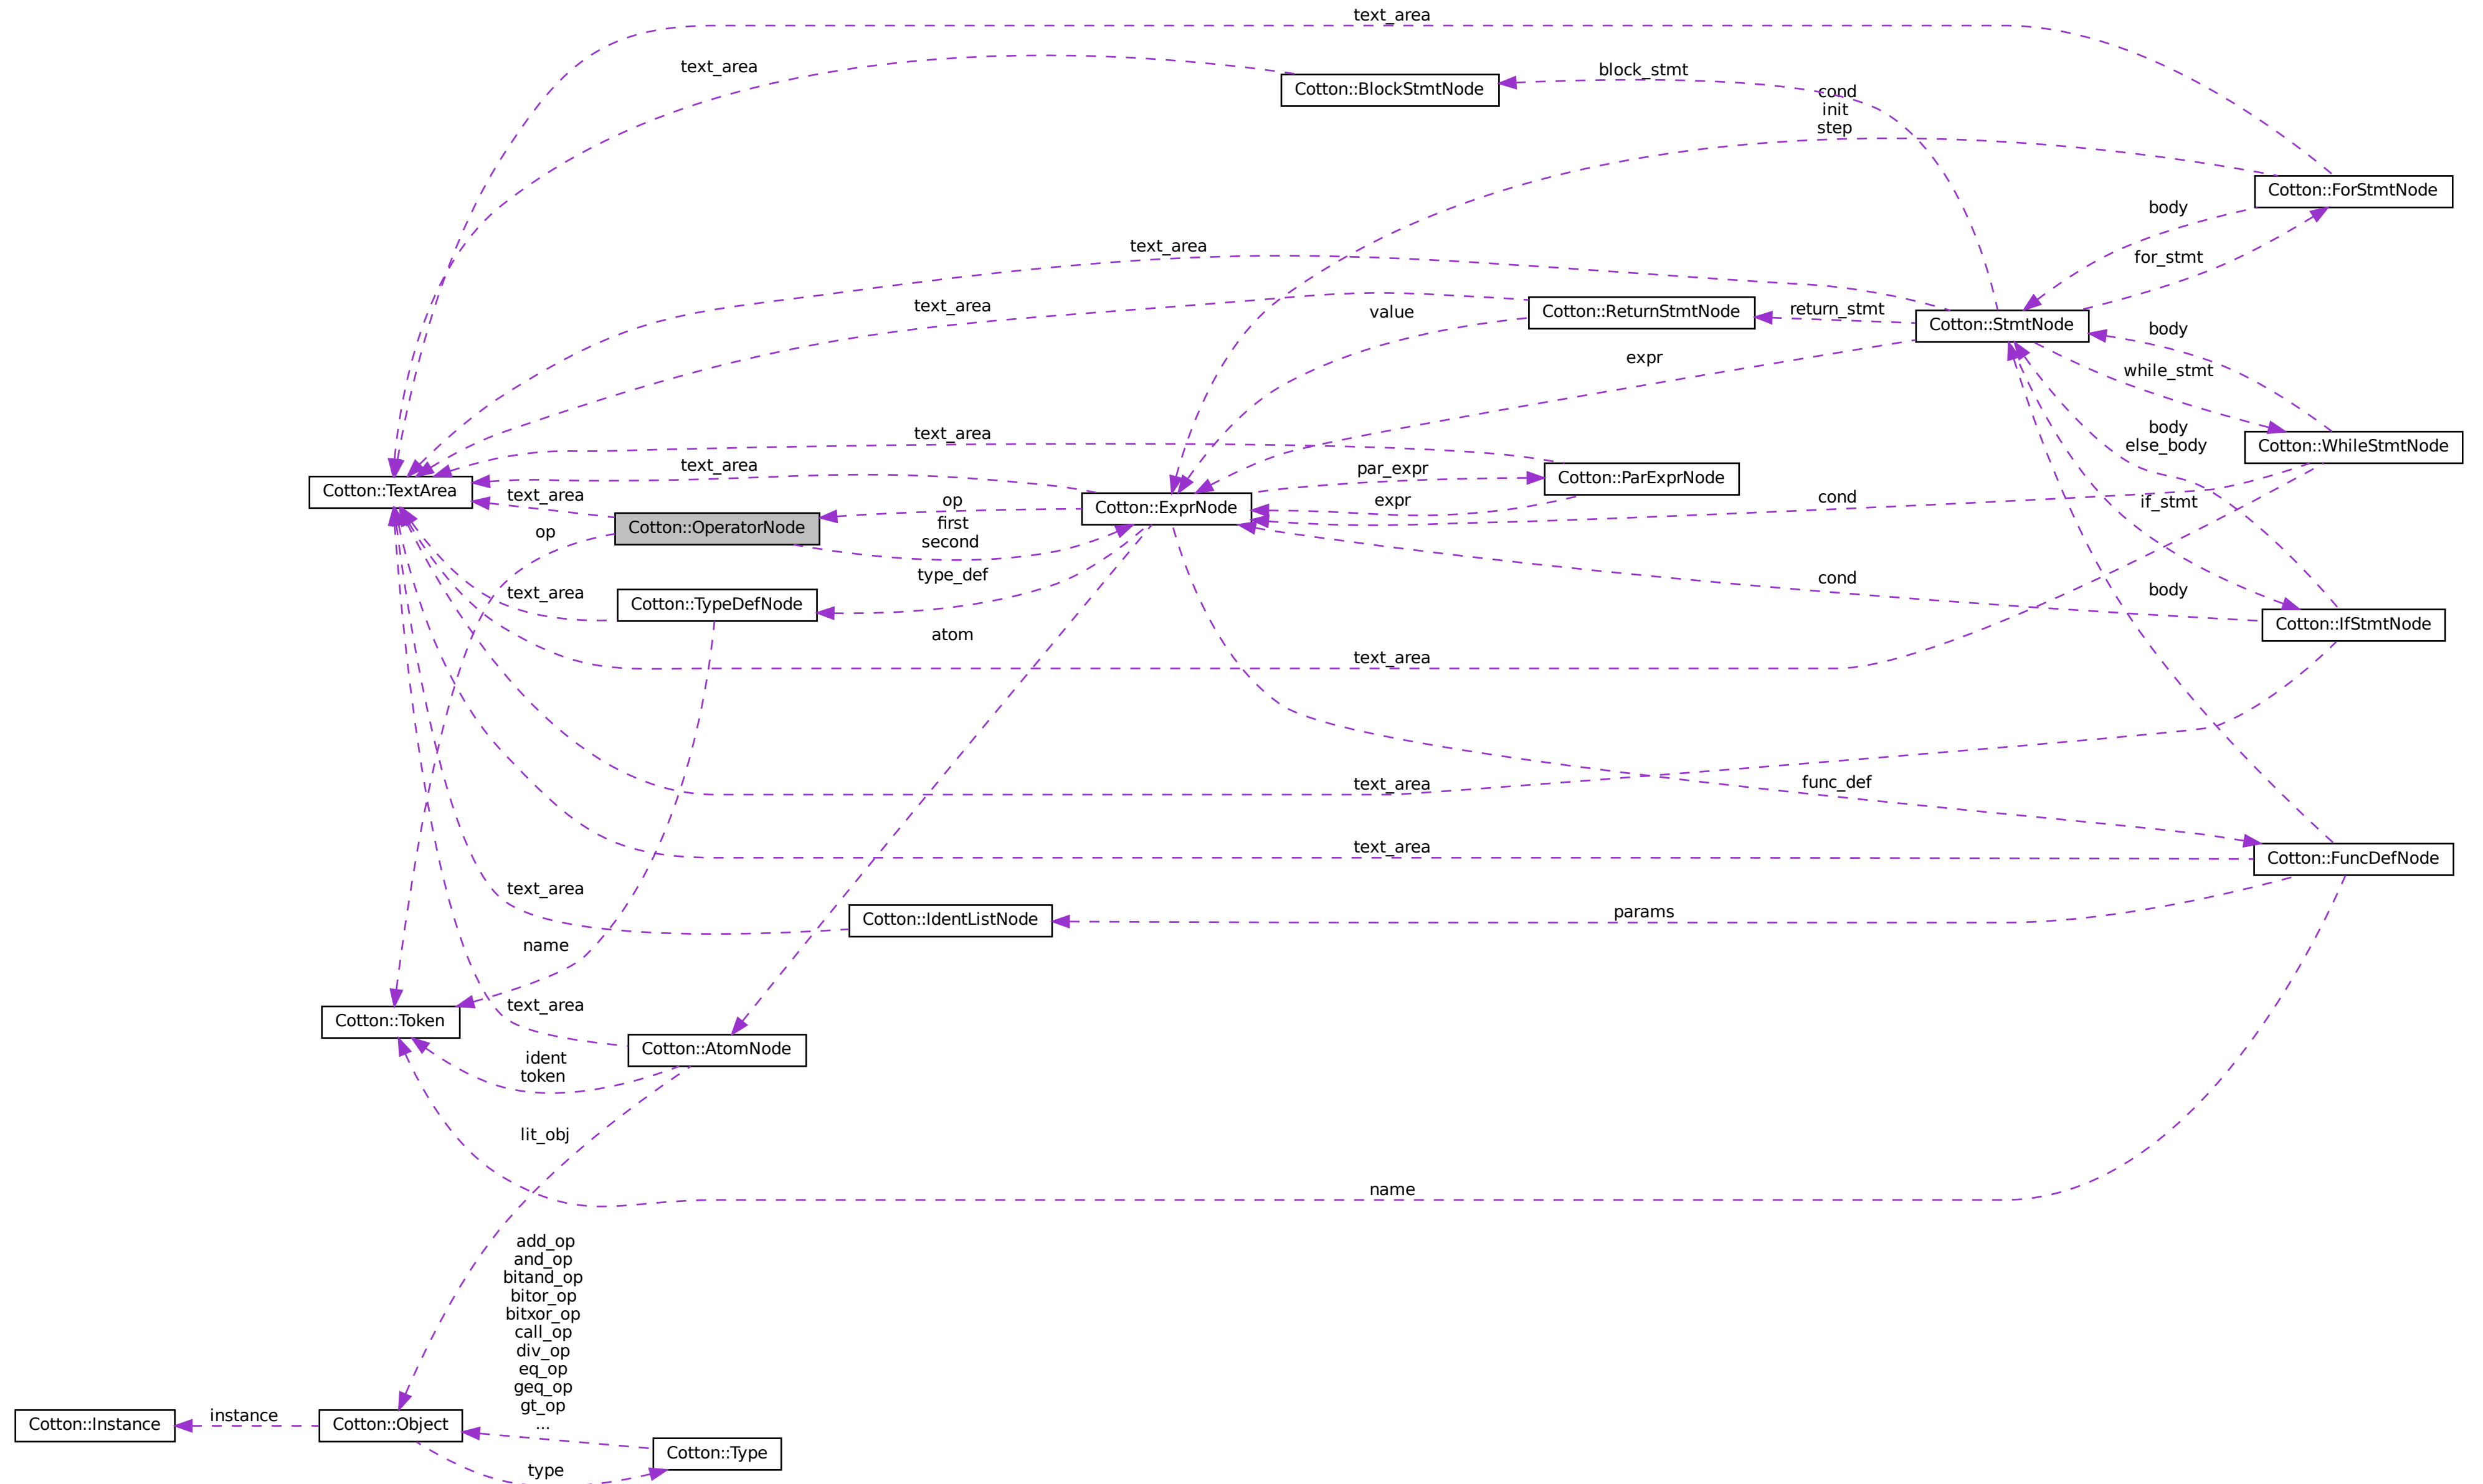 text_area
text_area
block_stmt
Cotton::BlockStmtNode
cond
init
step
Cotton::ForStmtNode
body
text_area
for_stmt
text_area
value
Cotton::ReturnStmtNode
return_stmt
Cotton::StmtNode
body
expr
while_stmt
body
else_body
text_area
Cotton::WhileStmtNode
text_area
par_expr
Cotton::ParExprNode
Cotton::TextArea
text_area
op
Cotton::ExprNode
expr
cond
if_stmt
Cotton::OperatorNode
op
first
second
type_def
cond
text_area
Cotton::TypeDefNode
body
Cotton::IfStmtNode
atom
text_area
text_area
func_def
text_area
Cotton::FuncDefNode
text_area
Cotton::IdentListNode
params
name
text_area
Cotton::Token
Cotton::AtomNode
ident
token
lit_obj
name
add_op
and_op
bitand_op
bitor_op
bitxor_op
call_op
div_op
eq_op
geq_op
gt_op
...
Cotton::Instance
instance
Cotton::Object
Cotton::Type
type